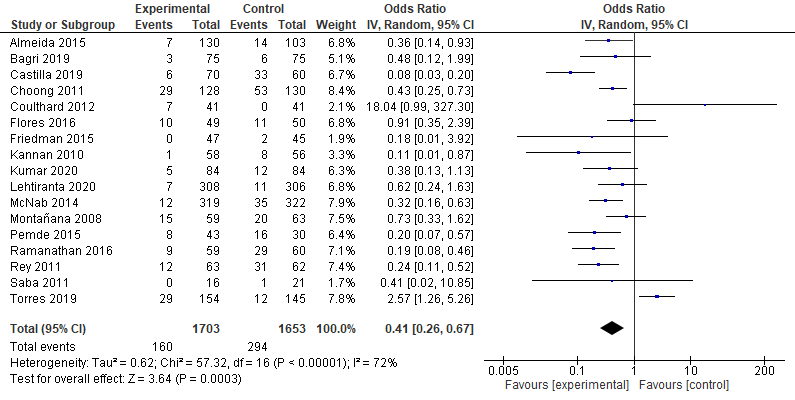 Experimental Control Odds Ratio Odds Ratio
Study or Subgroup Events Total Events Total Weight IV, Random, 95% CI IV, Random, 95% CI
Almeida 2015 7 130 14 103 6.8% 0.36 [0.14, 0.93]
Bagri 2019 3 75 6 75 5.1% 0.48 [0.12, 1.99]
Castilla 2019 6 70 33 60 6.7% 0.08 [0.03, 0.20]
Choong 2011 29 128 53 130 8.4% 0.43 [0.25, 0.73]
Coulthard 2012 7 41 0 41 2.1% 18.04 [0.99, 327.30]
Flores 2016 10 49 11 50 6.8% 0.91 [0.35, 2.39]
Friedman 2015 0 47 2 45 1.9% 0.18 [0.01, 3.92]
Kannan 2010 1 58 8 58 3.3% 0.11 [0.01, 0.87]
Kumar 2020 5 84 12 84 6.4% 0.38 [0.13, 1.13]
Lehtiranta 2020 7 308 11 306 6.8% 0.62 [0.24, 1.63]
McNab 2014 12 319 35 322 7.9% 0.32 [0.16, 0.63]
Montañana 2008 15 59 20 63 7.5% 0.73 [0.33, 1.62]
Pemde 2015 8 43 16 30 6.4% 0.20 [0.07, 0.57]
Ramanathan 2016 9 59 29 60 7.1% 0.19 [0.08, 0.46]
Rey 2011 12 63 31 62 7.4% 0.24 [0.11, 0.52]
Saba 2011 0 16 1 21 1.7% 0.41 [0.02, 10.85]
Torres 2019 29 154 12 145 7.8% 2.57 [1.26, 5.26]
Total (95% CI) 1703 1653 100.0% 0.41 [0.26, 0.67]
Total events 160 294
Heterogeneity: Tau² = 0.62; Chi² = 57.32, df = 16 (P < 0.00001); I² = 72%
Test for overall effect: Z = 3.64 (P = 0.0003)
0.005 0.1 1 10 200
Favours [experimental] Favours [control]